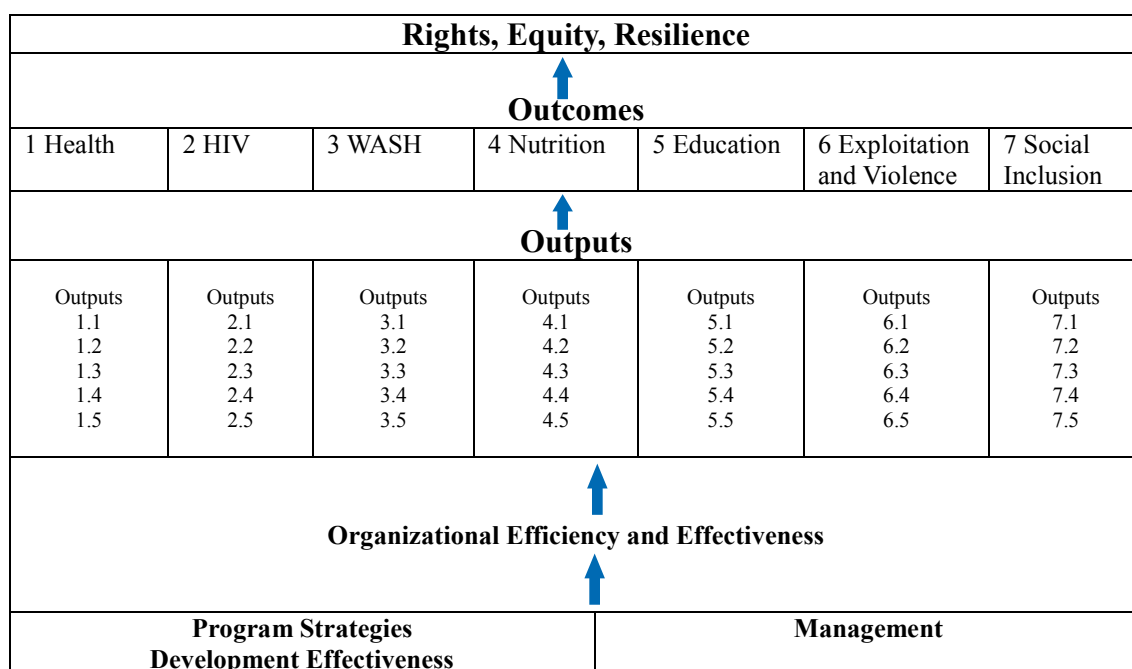 Rights, Equity, Resilience
Outcomes
1 Health
2 HIV
3 WASH
4 Nutrition
5 Education
6 Exploitation
and Violence
7 Social
Inclusion
Outputs
Outputs
1.1
1.2
1.3
1.4
1.5
Outputs
2.1
2.2
2.3
2.4
2.5
Outputs
3.1
3.2
3.3
3.4
3.5
Outputs
4.1
4.2
4.3
4.4
4.5
Outputs
5.1
5.2
5.3
5.4
5.5
Outputs
6.1
6.2
6.3
6.4
6.5
Outputs
7.1
7.2
7.3
7.4
7.5
Organizational Efficiency and Effectiveness
Program Strategies
Development Effectiveness
Management